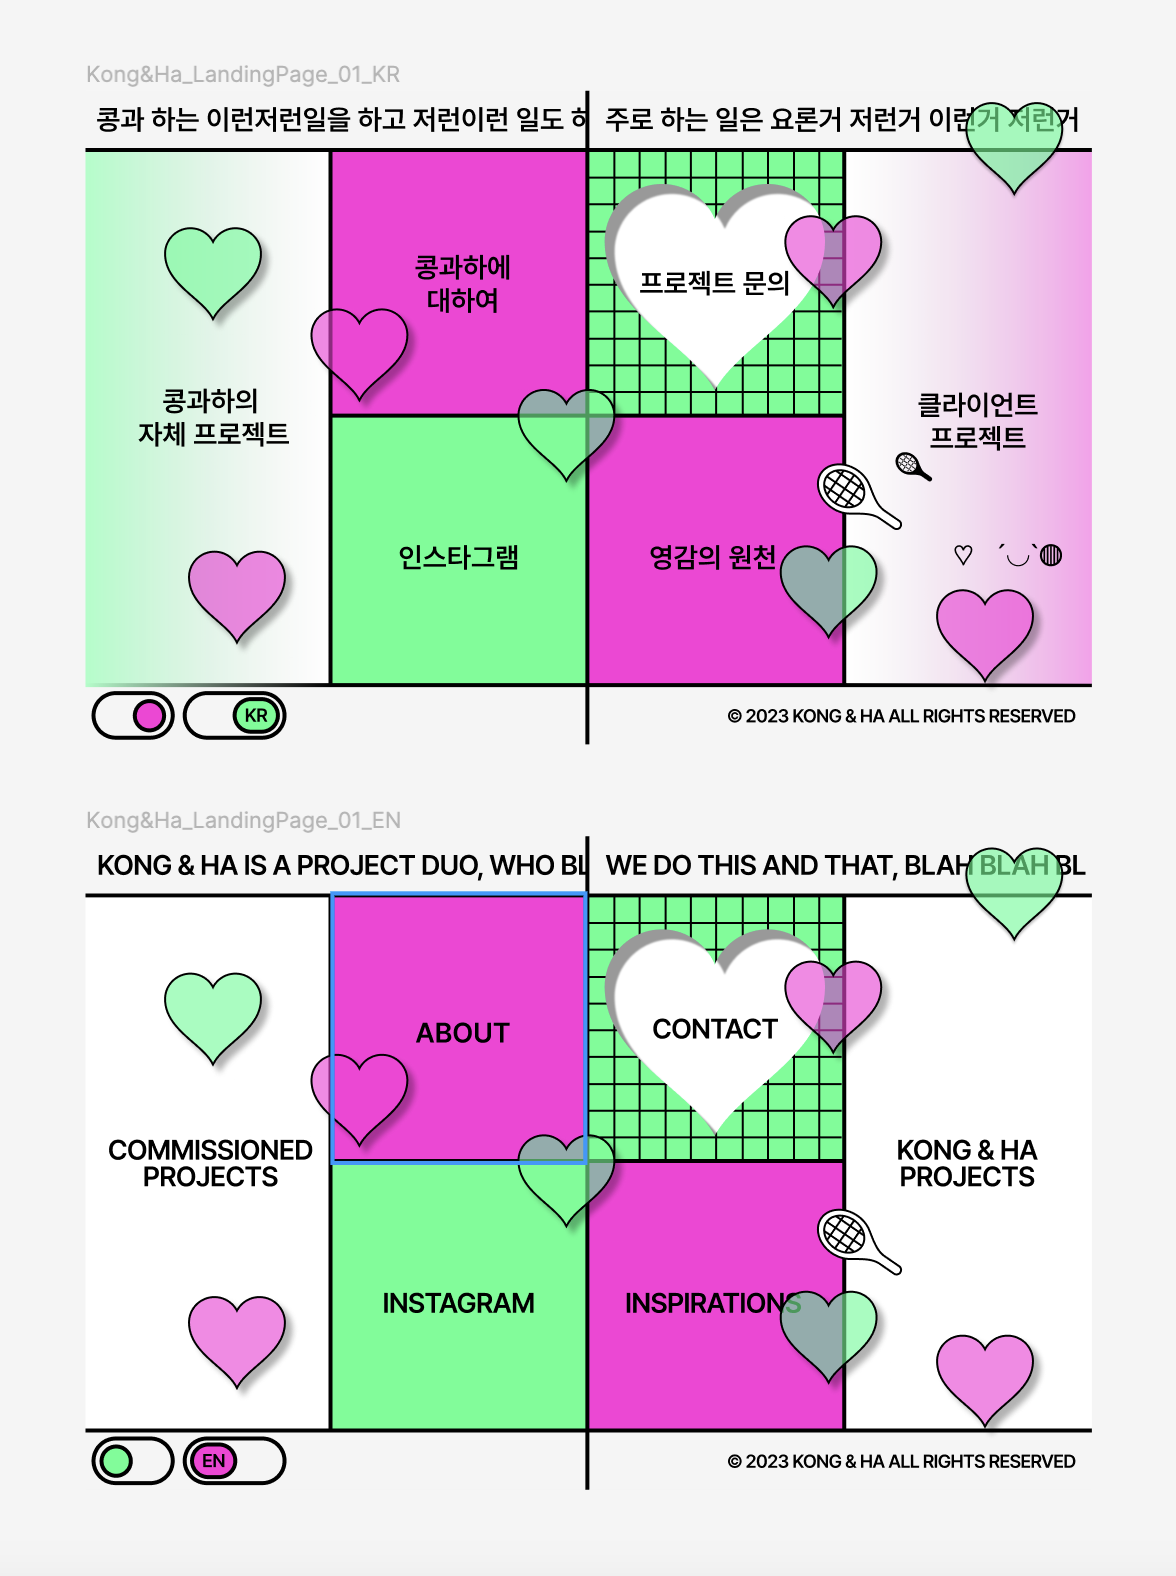 Kong&Ha_LandingPage_01_KR
콩과 하는 이런저런일을 하고 저런이런 일도 하
주로 하는 일은 요론거 저런거 이런거 저런거
콩과하에
대하여
프로젝트 문의
콩과하의
자체 프로젝트
클라이언트
프로젝트
인스타그램
영감의 원천
KR
© 2023 KONG & HA ALL RIGHTS RESERVED
Kong&Ha_LandingPage_01_EN
KONG & HA IS A PROJECT DUO, WHO BL
WE DO THIS AND THAT, BLAH BLAH BL
ABOUT
CONTACT
COMMISSIONED
PROJECTS
KONG & HA
PROJECTS
INSTAGRAM
INSPIRATIONS
EN
© 2023 KONG & HA ALL RIGHTS RESERVED